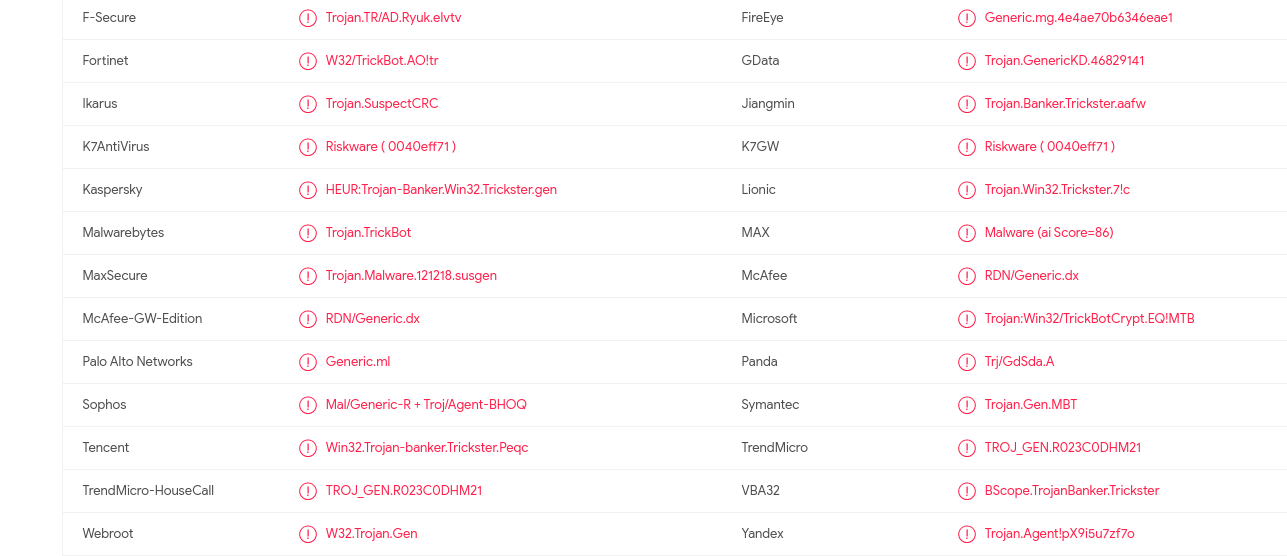 F-Secure Trojan.TR/AD.Ryuk.elvtv FireEye Generic.mg.4e4ae70b6346eae1
Fortinet W32/TrickBot.AO!tr GData Trojan.GenericKD.46829141
Ikarus Trojan.SuspectCRC Jiangmin Trojan.Banker.Trickster.aafw
K7AntiVirus Riskware ( 0040eff71 ) K7GW Riskware ( 0040eff71 )
Kaspersky HEUR:Trojan-Banker.Win32.Trickster.gen Lionic Trojan.Win32.Trickster.7!c
Malwarebytes Trojan.TrickBot MAX Malware (ai Score=86)
MaxSecure Trojan.Malware.121218.susgen McAfee RDN/Generic.dx
McAfee-GW-Edition RDN/Generic.dx Microsoft Trojan:Win32/TrickBotCrypt.EQ!MTB
Palo Alto Networks Generic.ml Panda Trj/GdSda.A
Sophos Mal/Generic-R + Troj/Agent-BHOQ Symantec Trojan.Gen.MBT
Tencent Win32.Trojan-banker.Trickster.Peqc TrendMicro TROJ_GEN.R023C0DHM21
TrendMicro-HouseCall TROJ_GEN.R023C0DHM21 VBA32 BScope.TrojanBanker.Trickster
Webroot W32.Trojan.Gen Yandex Trojan.Agent!pX9i5u7zf7o